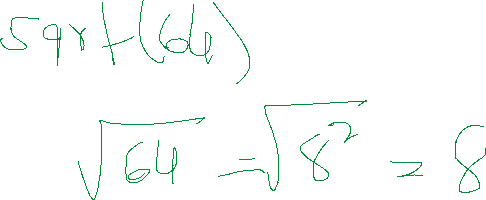 sqrt(64)
√64 = √8² = 8